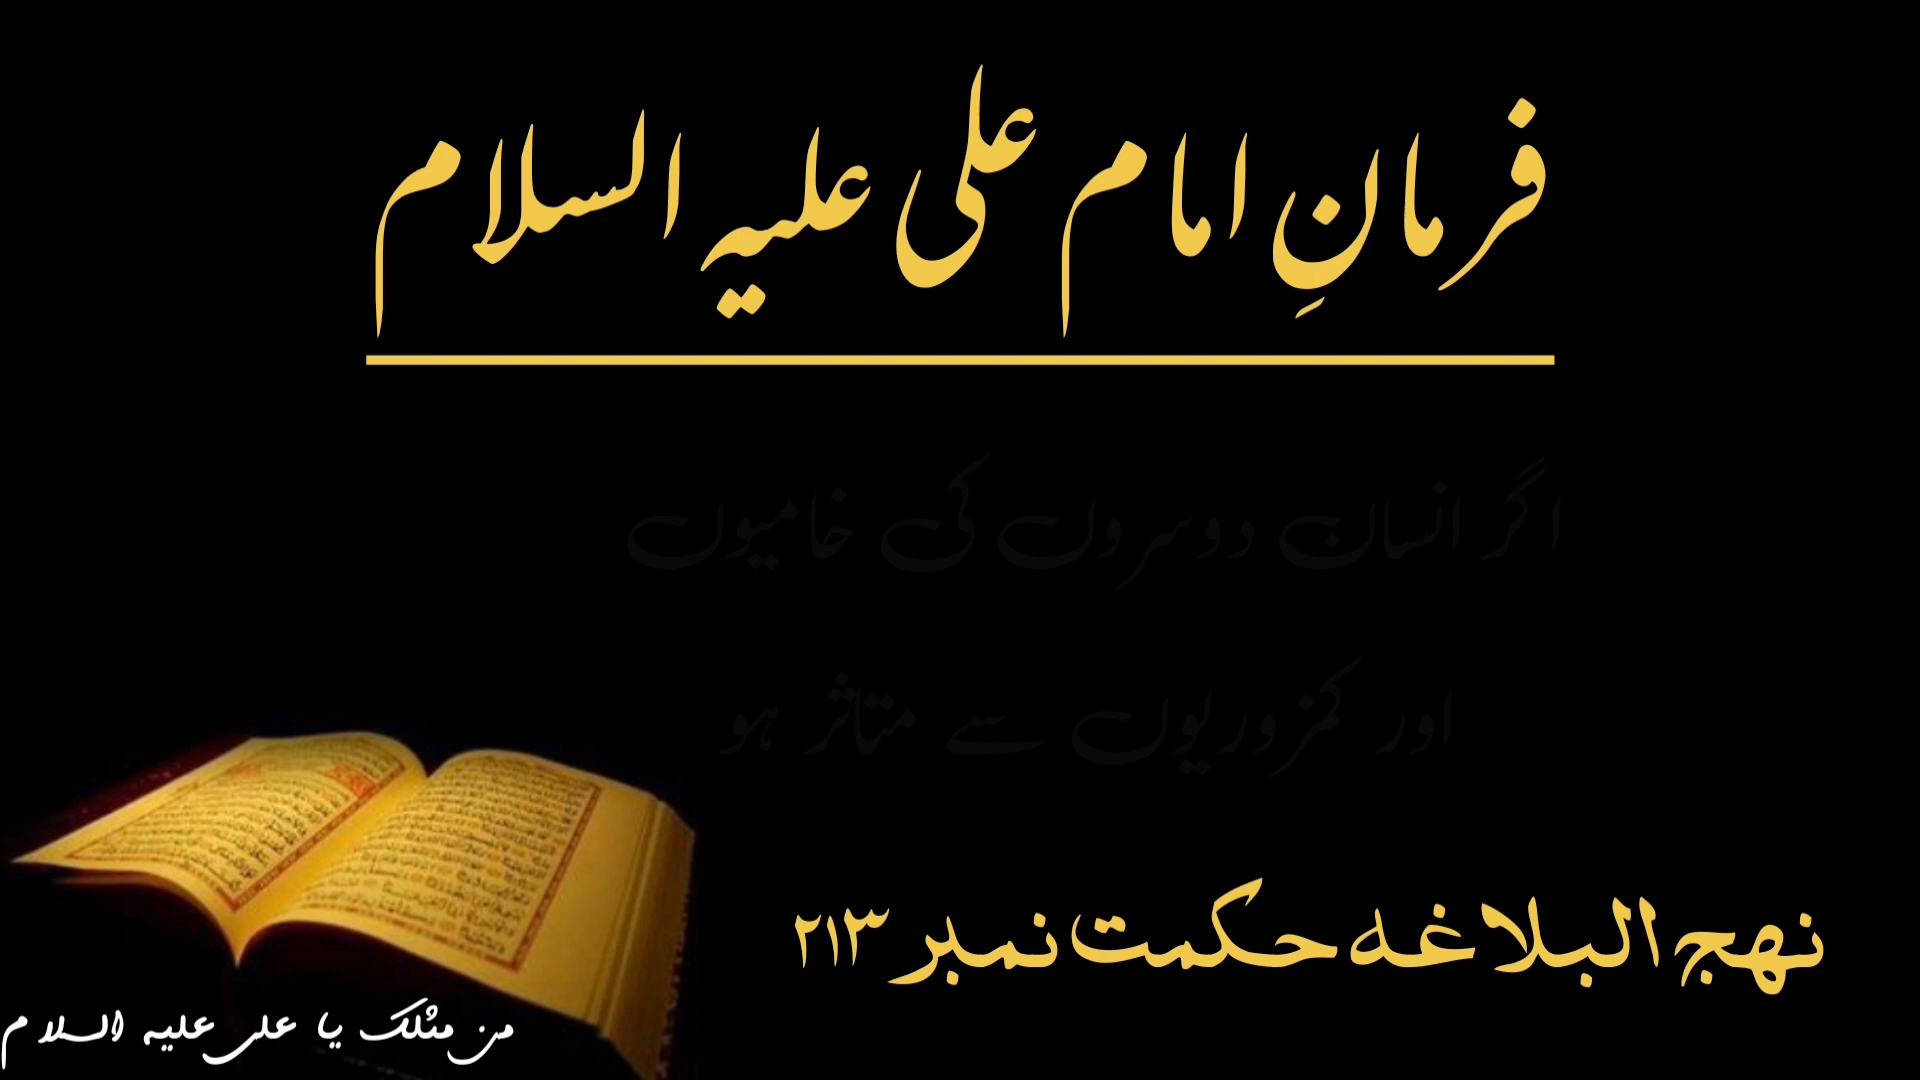 فرمانِ امام علی علیہ السلام
اگر انسان دوسروں کی خامیوں
اور کمزوریوں سے متاثر ہو
نہج البلاغہ حکمت نمبر ۲۱۳
من مثلک یا علی علیہ السلام